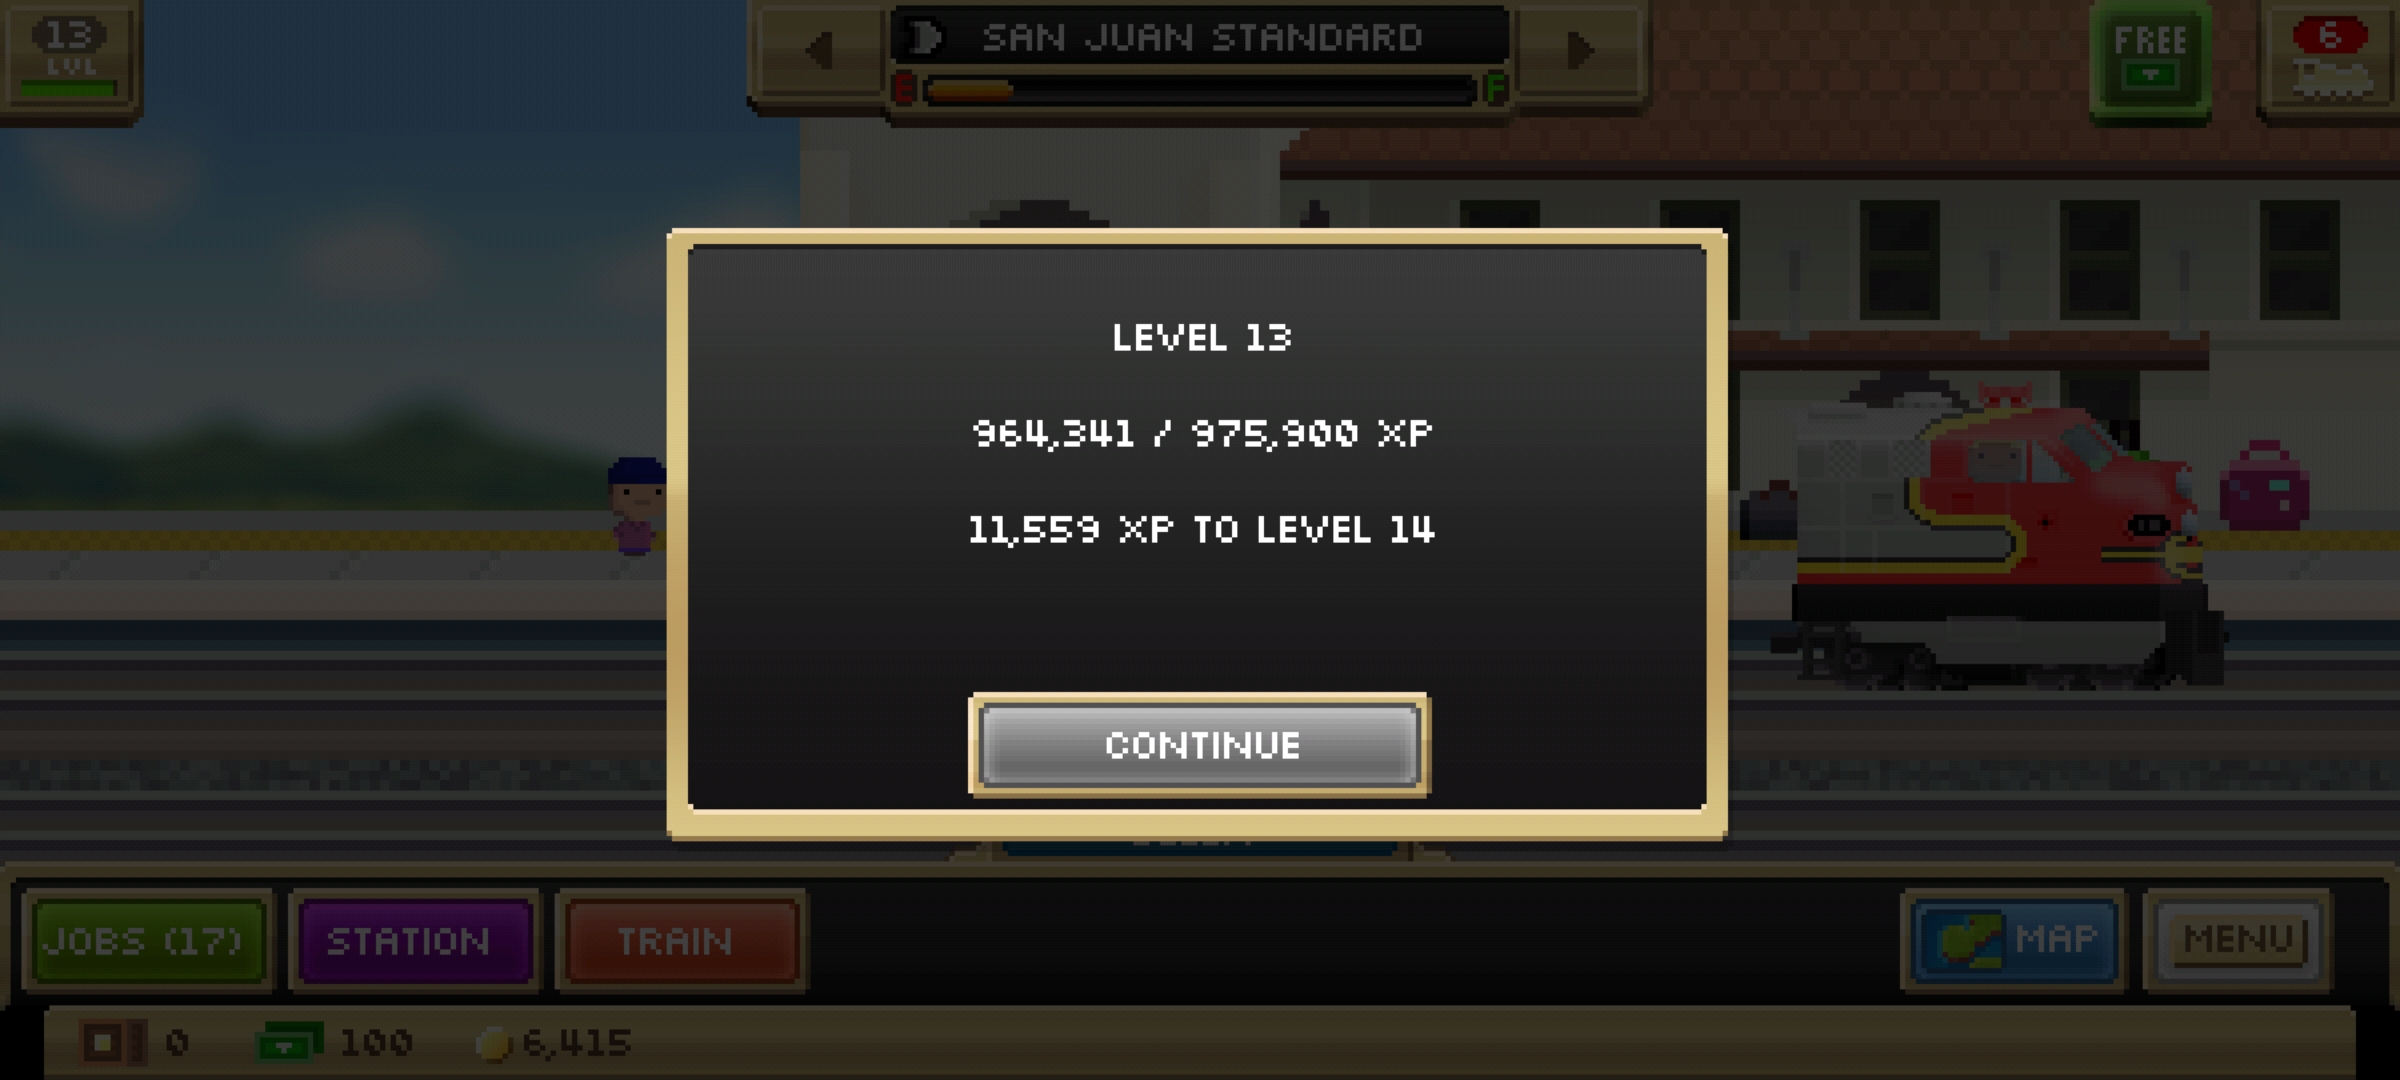 13
LVL
SAN JUAN STANDARD
E
F
FREE
6
LEVEL 13
964,341 / 975,900 XP
11,559 XP TO LEVEL 14
CONTINUE
JOBS (17)
STATION
TRAIN
MAP
MENU
0
100
6,415